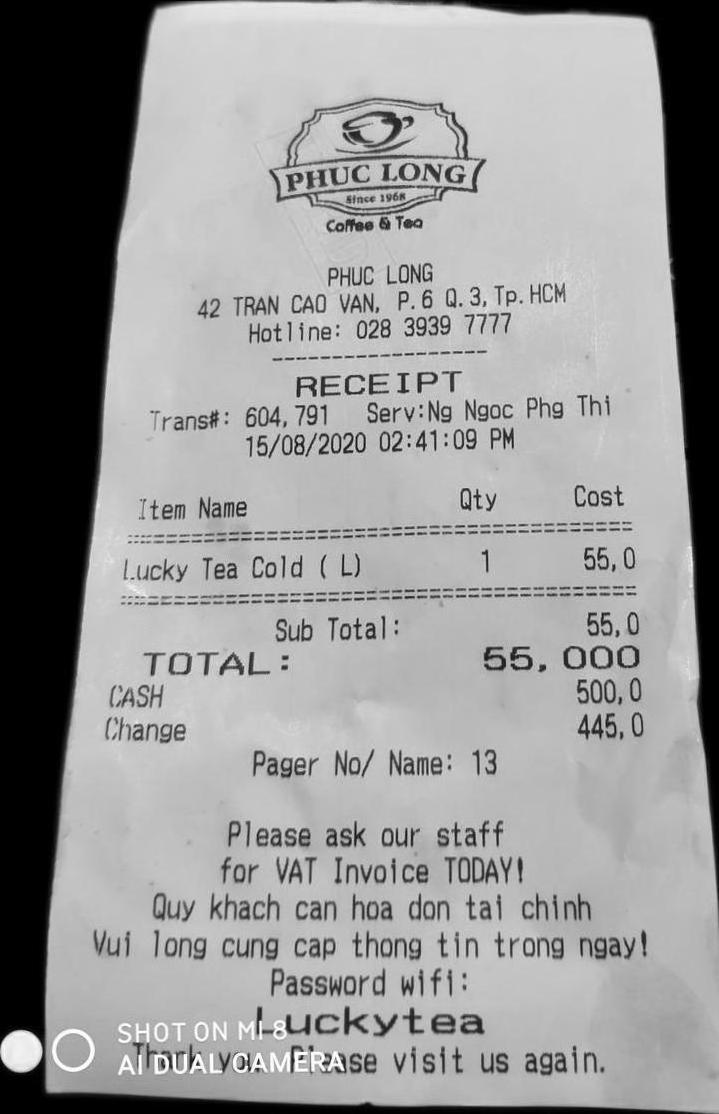 PHUC LONG
Since 1968
Coffee & Tea
PHUC LONG
42 TRAN CAO VAN, P.6 Q.3, Tp.HCM
Hotline: 028 3939 7777
RECEIPT
Trans#: 604,791 Serv:Ng Ngoc Phg Thi
15/08/2020 02:41:09 PM
Item Name Qty Cost
Lucky Tea Cold ( L) 1 55,0
Sub Total: 55,0
TOTAL: 55,000
CASH 500,0
Change 445,0
Pager No/ Name: 13
Please ask our staff
for VAT Invoice TODAY!
Quy khach can hoa don tai chinh
Vui long cung cap thong tin trong ngay!
Password wifi:
Luckytea
SHOT ON MI 8
AI DUAL CAMERA
Thank you. Please visit us again.